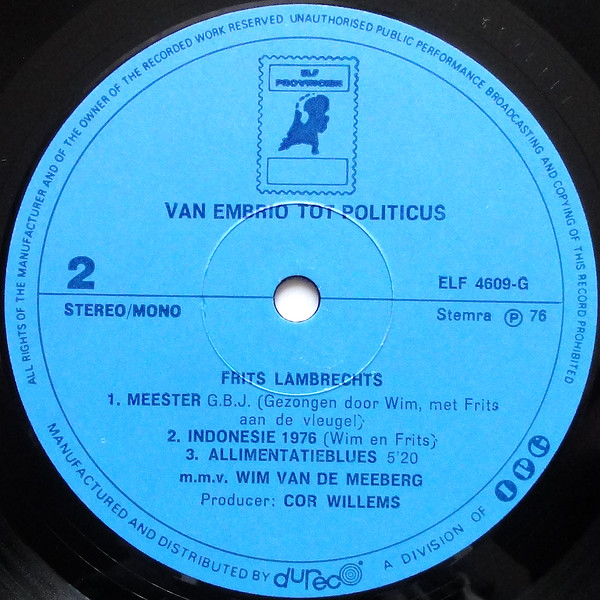 ALL RIGHTS OF THE MANUFACTURER AND OF THE OWNER OF THE RECORDED WORK RESERVED UNAUTHORISED PUBLIC PERFORMANCE BROADCASTING AND COPYING OF THIS RECORD PROHIBITED
ELF
PROVINCIEN
VAN EMBRIO TOT POLITICUS
2
ELF 4609-G
STEREO/MONO
Stemra Ⓟ 76
FRITS LAMBRECHTS
1. MEESTER G.B.J. (Gezongen door Wim, met Frits
aan de vleugel)
2. INDONESIE 1976 (Wim en Frits)
3. ALLIMENTATIEBLUES 5'20
m.m.v. WIM VAN DE MEEBERG
Producer: COR WILLEMS
MANUFACTURED AND DISTRIBUTED BY dureco A DIVISION OF